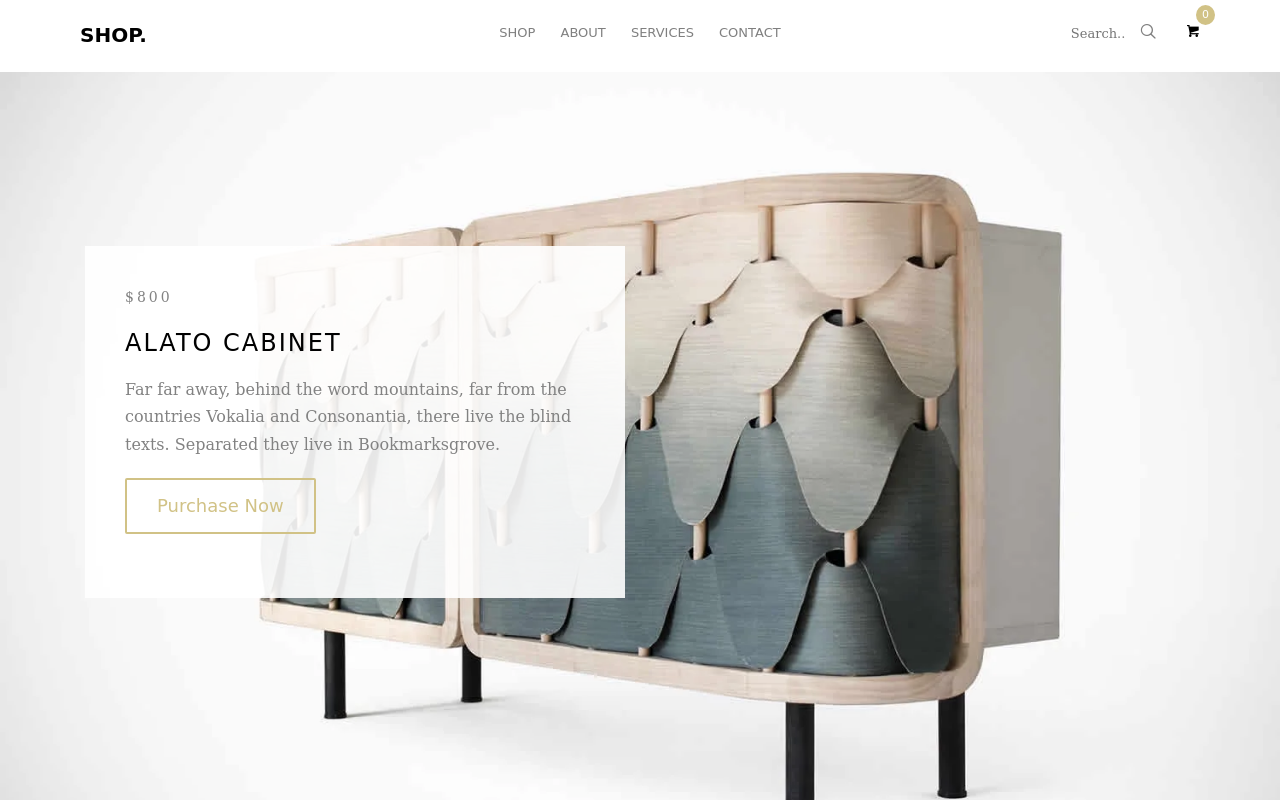 SHOP.
SHOP ABOUT SERVICES CONTACT
Search..
0
$800
ALATO CABINET
Far far away, behind the word mountains, far from the
countries Vokalia and Consonantia, there live the blind
texts. Separated they live in Bookmarksgrove.
Purchase Now